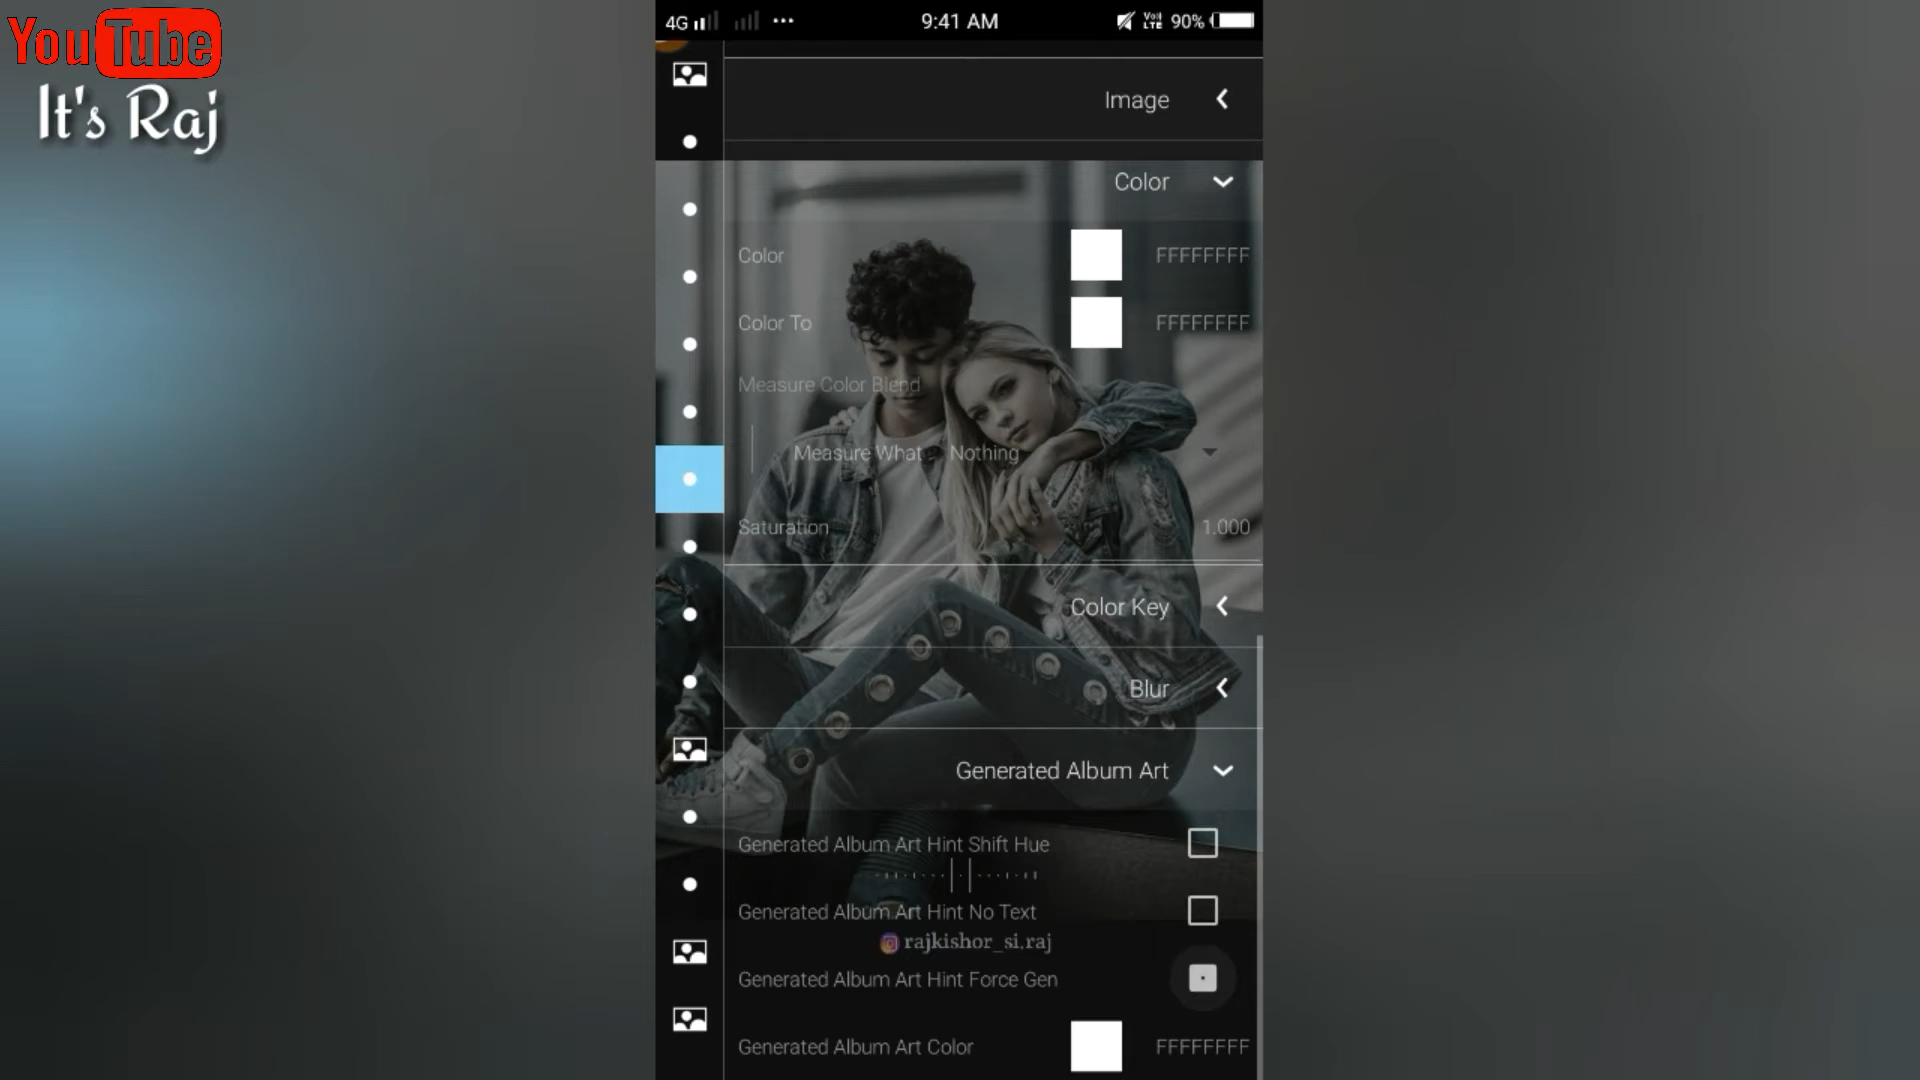 YouTube
It's Raj
4G
9:41 AM
VoD LTE 90%
Image
Color
Color FFFFFFFF
Color To FFFFFFFF
Measure Color Blend
Measure What Nothing
Saturation 1.000
Color Key
Blur
Generated Album Art
Generated Album Art Hint Shift Hue
Generated Album Art Hint No Text
rajkishor_si.raj
Generated Album Art Hint Force Gen
Generated Album Art Color FFFFFFFF